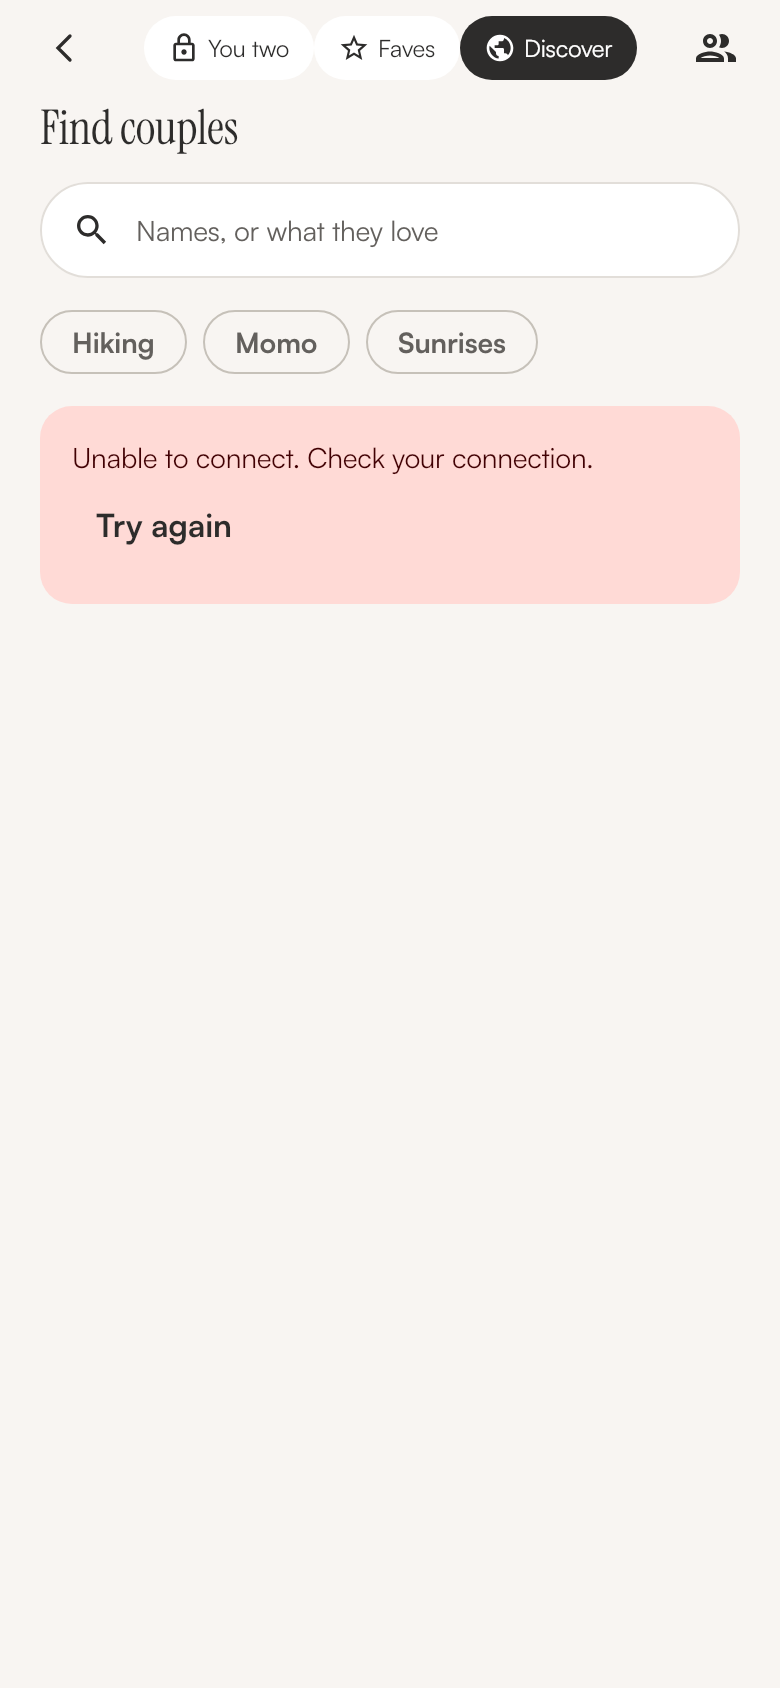 You two Faves Discover
Find couples
Names, or what they love
Hiking Momo Sunrises
Unable to connect. Check your connection.
Try again